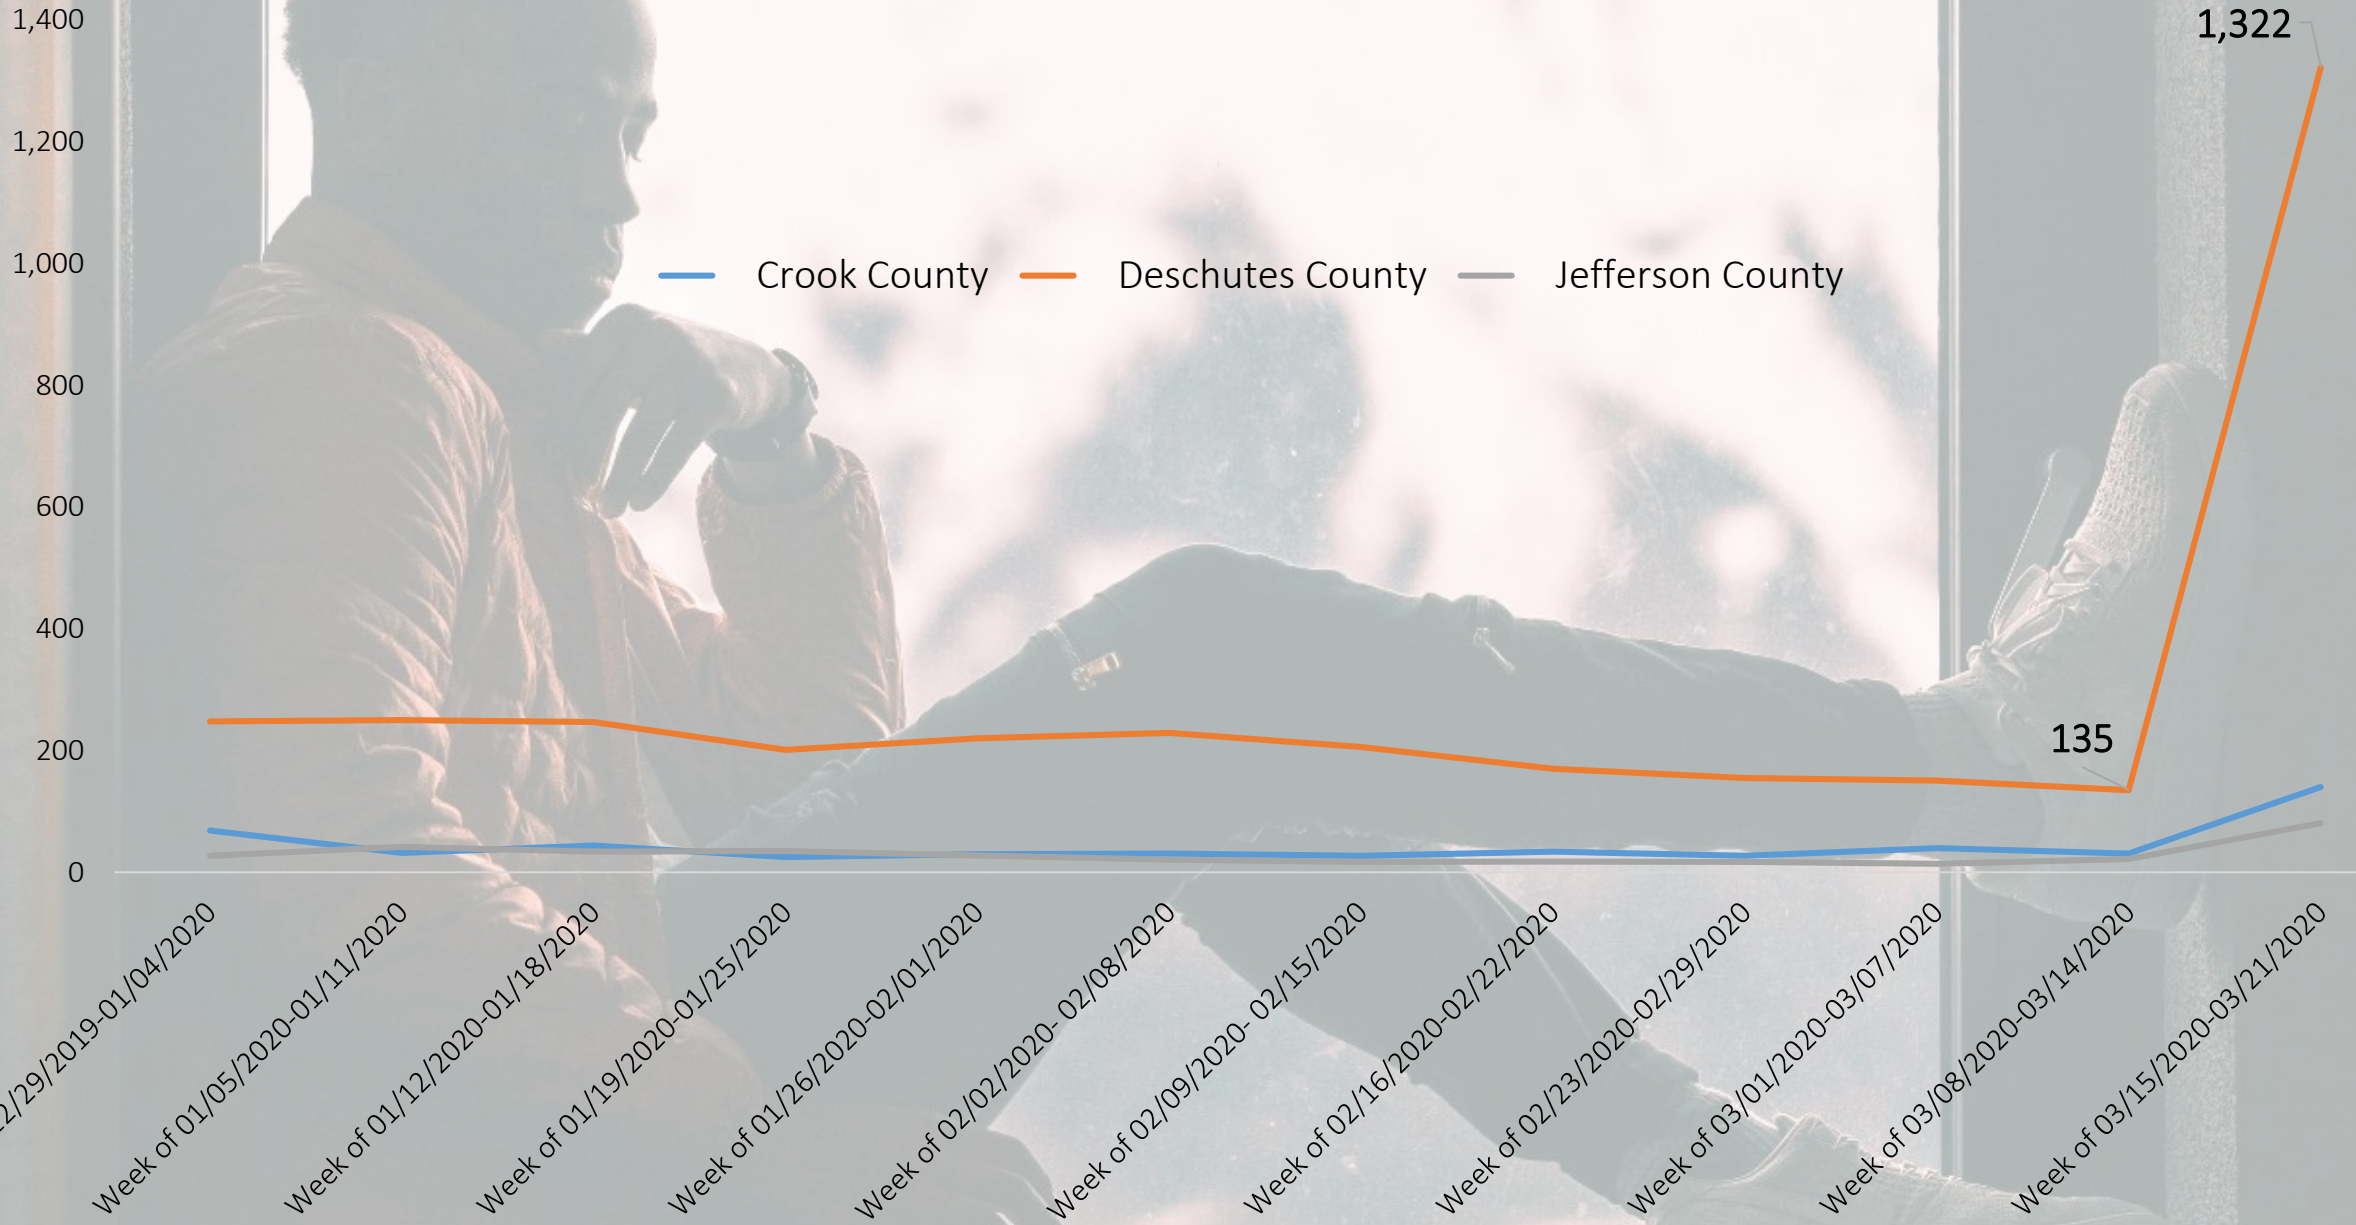 1,400
1,322
1,200
1,000
Crook County Deschutes County Jefferson County
800
600
400
135
200
0
2/29/2019-01/04/2020
Week of 01/05/2020-01/11/2020
Week of 01/12/2020-01/18/2020
Week of 01/19/2020-01/25/2020
Week of 01/26/2020-02/01/2020
Week of 02/02/2020- 02/08/2020
Week of 02/09/2020- 02/15/2020
Week of 02/16/2020-02/22/2020
Week of 02/23/2020-02/29/2020
Week of 03/01/2020-03/07/2020
Week of 03/08/2020-03/14/2020
Week of 03/15/2020-03/21/2020